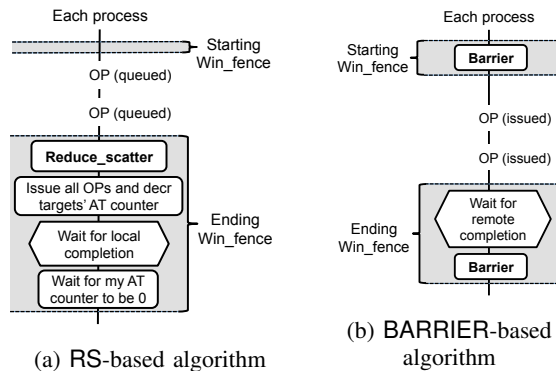 Each process
Starting
Win_fence
OP (queued)
OP (queued)
Reduce_scatter
Issue all OPs and decr
targets' AT counter
Wait for local
completion
Wait for my AT
counter to be 0
Ending
Win_fence
(a) RS-based algorithm
Each process
Starting
Win_fence
Barrier
OP (issued)
OP (issued)
Ending
Win_fence
Wait for
remote
completion
Barrier
(b) BARRIER-based
algorithm